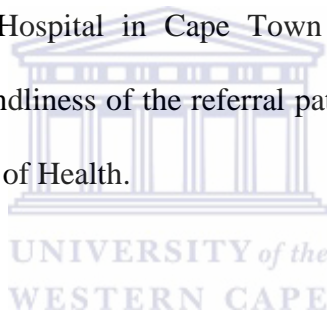 Hospital in Cape Town
ndliness of the referral pat
of Health.
UNIVERSITY of the
WESTERN CAPE